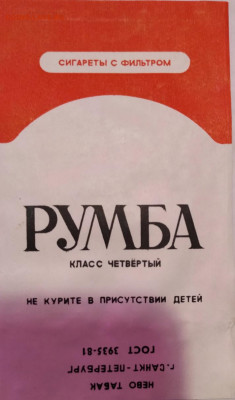 СИГАРЕТЫ С ФИЛЬТРОМ
РУМБА
КЛАСС ЧЕТВЁРТЫЙ
НЕ КУРИТЕ В ПРИСУТСТВИИ ДЕТЕЙ
НЕВО ТАБАК
Г. САНКТ-ПЕТЕРБУРГ
ГОСТ 3935-81